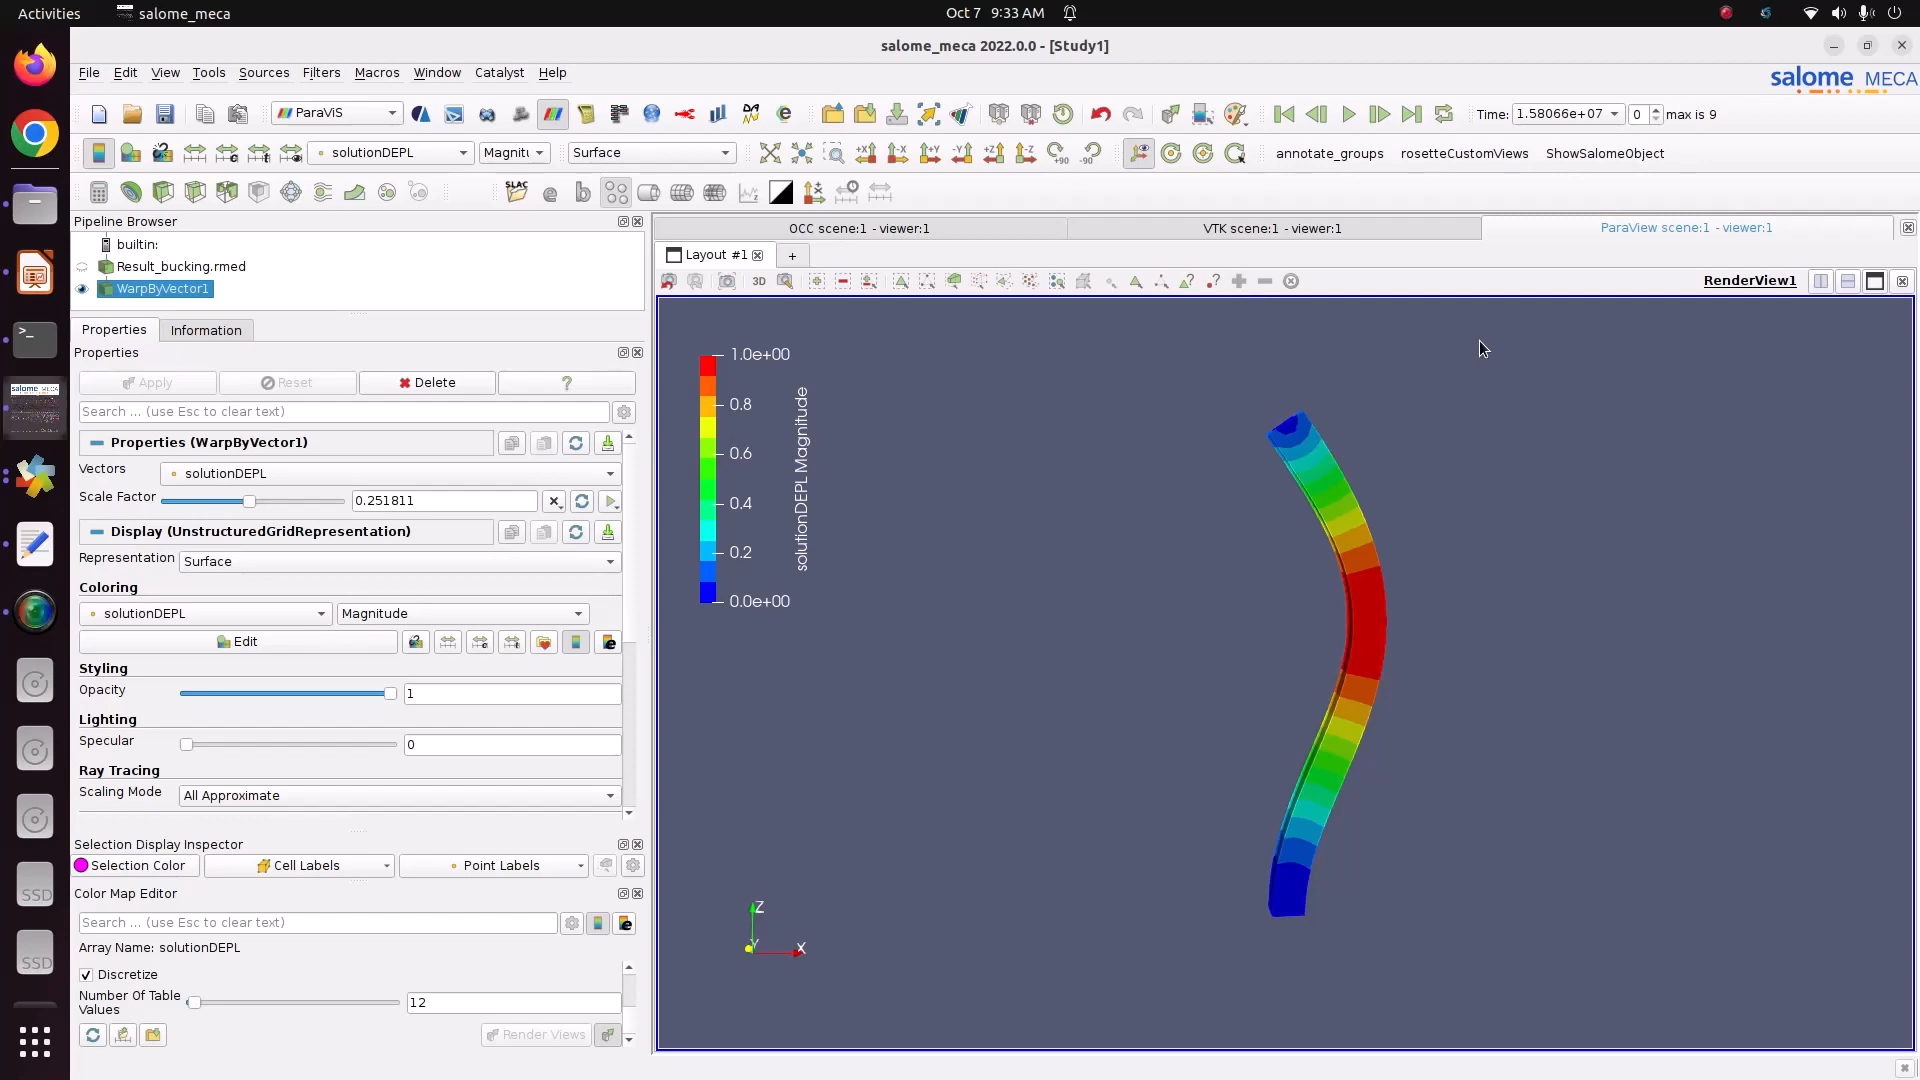 Activities
salome_meca
Oct 7 9:33 AM
salome_meca 2022.0.0 - [Study1]
File Edit View Tools Sources Filters Macros Window Catalyst Help
salome MECA
ParaViS
Time: 1.58066e+07 0 max is 9
solutionDEPL Magnitu Surface
+X -X +Y -Y +Z -Z +90 -90
annotate_groups rosetteCustomViews ShowSalomeObject
SLAC
Pipeline Browser
builtin:
Result_bucking.rmed
WarpByVector1
Properties Information
Properties
Apply Reset Delete ?
Search ... (use Esc to clear text)
Properties (WarpByVector1)
Vectors solutionDEPL
Scale Factor 0.251811
Display (UnstructuredGridRepresentation)
Representation Surface
Coloring
solutionDEPL Magnitude
Edit
Styling
Opacity 1
Lighting
Specular 0
Ray Tracing
Scaling Mode All Approximate
Selection Display Inspector
Selection Color Cell Labels Point Labels
Color Map Editor
Search ... (use Esc to clear text)
Array Name: solutionDEPL
Discretize
Number Of Table Values 12
Render Views
OCC scene:1 - viewer:1
VTK scene:1 - viewer:1
ParaView scene:1 - viewer:1
Layout #1
3D
RenderView1
1.0e+00
0.8
0.6
0.4
0.2
0.0e+00
solutionDEPL Magnitude
Z
Y
X
SSD
SSD